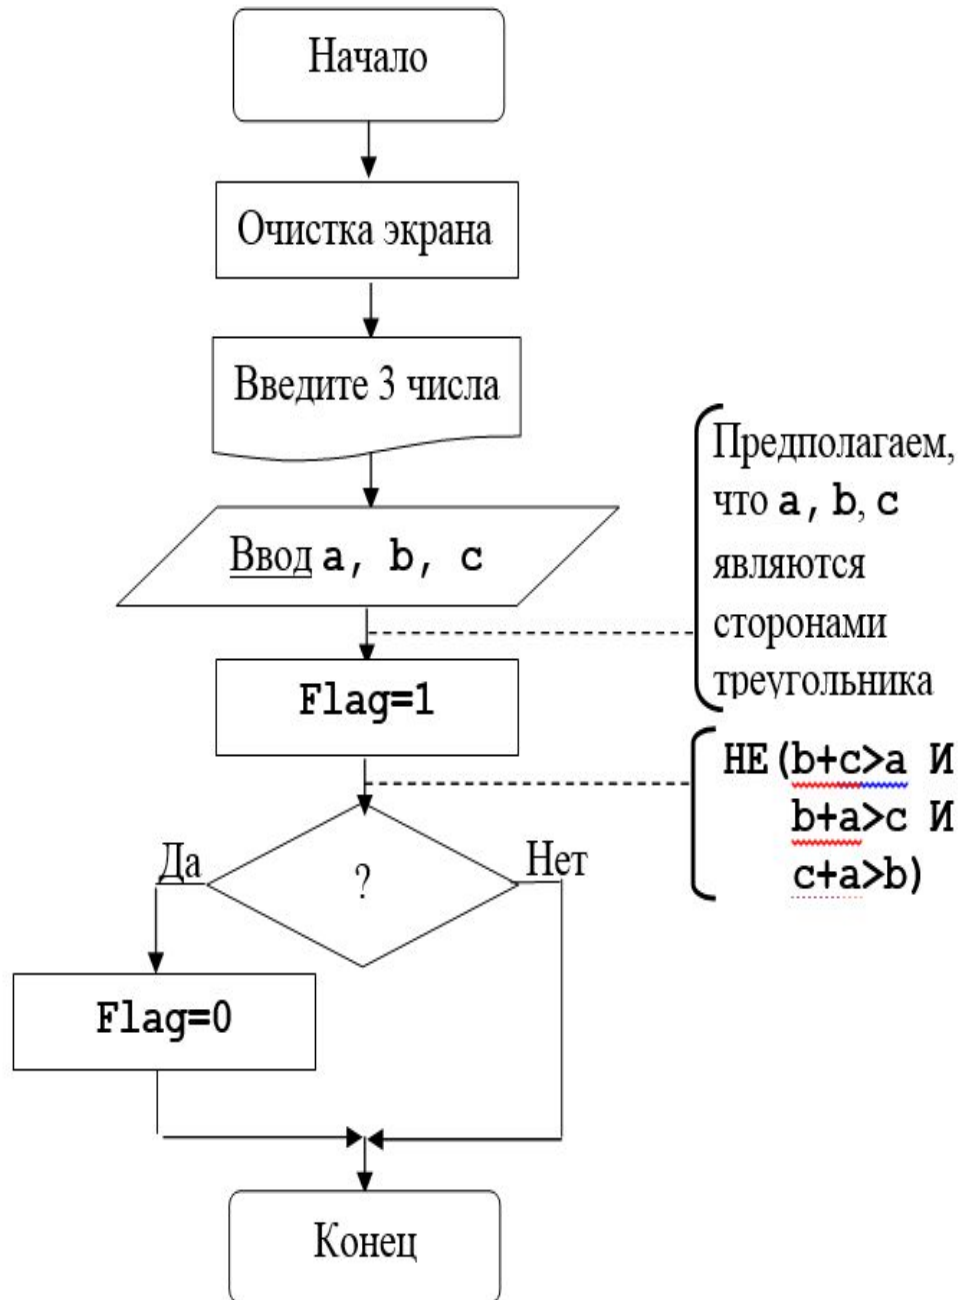 Начало
Очистка экрана
Введите 3 числа
Ввод a, b, c
Предполагаем,
что a, b, c
являются
сторонами
треугольника
Flag=1
НЕ(b+c>a И
b+a>c И
c+a>b)
Да
?
Нет
Flag=0
Конец